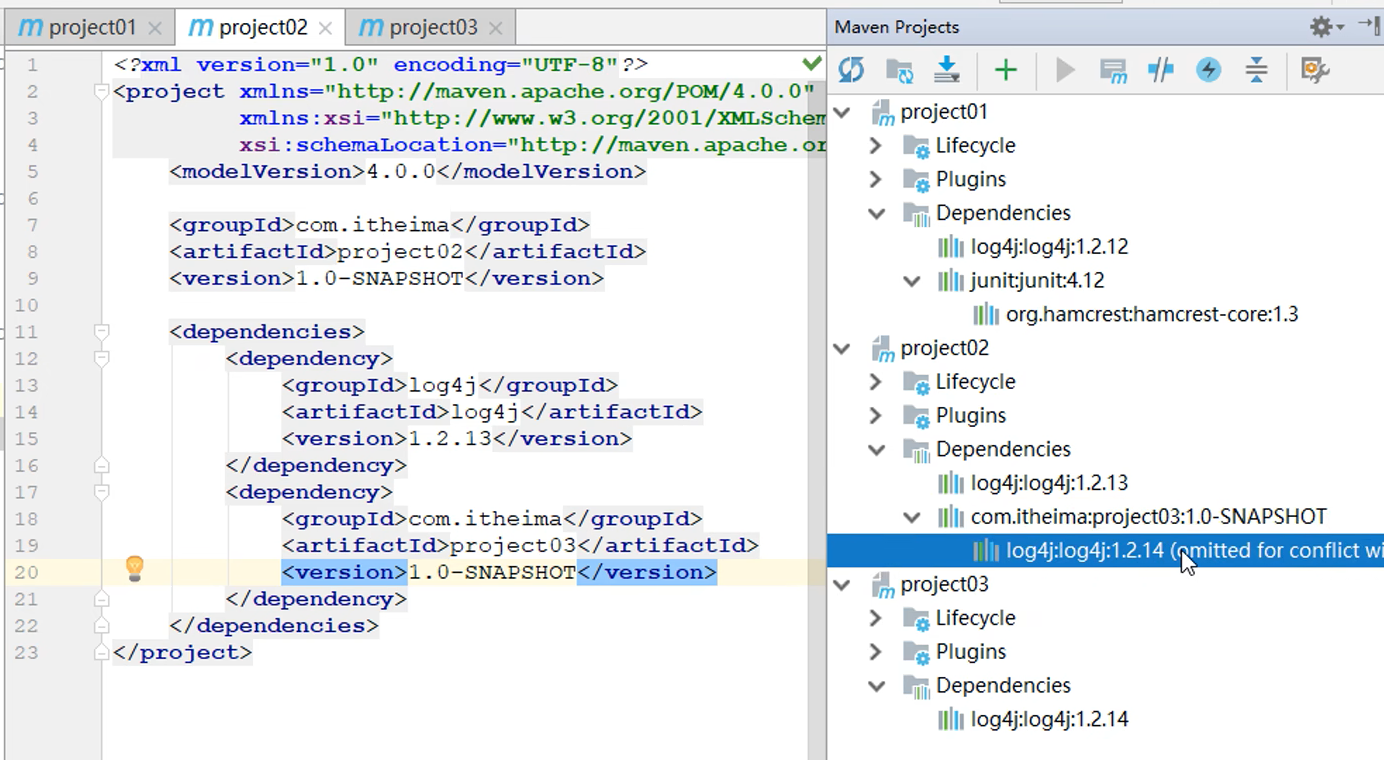 project01
project02
project03
1 <?xml version="1.0" encoding="UTF-8"?>
2 <project xmlns="http://maven.apache.org/POM/4.0.0"
3 xmlns:xsi="http://www.w3.org/2001/XMLSchem
4 xsi:schemaLocation="http://maven.apache.or
5 <modelVersion>4.0.0</modelVersion>
6
7 <groupId>com.itheima</groupId>
8 <artifactId>project02</artifactId>
9 <version>1.0-SNAPSHOT</version>
10
11 <dependencies>
12 <dependency>
13 <groupId>log4j</groupId>
14 <artifactId>log4j</artifactId>
15 <version>1.2.13</version>
16 </dependency>
17 <dependency>
18 <groupId>com.itheima</groupId>
19 <artifactId>project03</artifactId>
20 <version>1.0-SNAPSHOT</version>
21 </dependency>
22 </dependencies>
23 </project>
Maven Projects
project01
Lifecycle
Plugins
Dependencies
log4j:log4j:1.2.12
junit:junit:4.12
org.hamcrest:hamcrest-core:1.3
project02
Lifecycle
Plugins
Dependencies
log4j:log4j:1.2.13
com.itheima:project03:1.0-SNAPSHOT
log4j:log4j:1.2.14 (omitted for conflict wi
project03
Lifecycle
Plugins
Dependencies
log4j:log4j:1.2.14